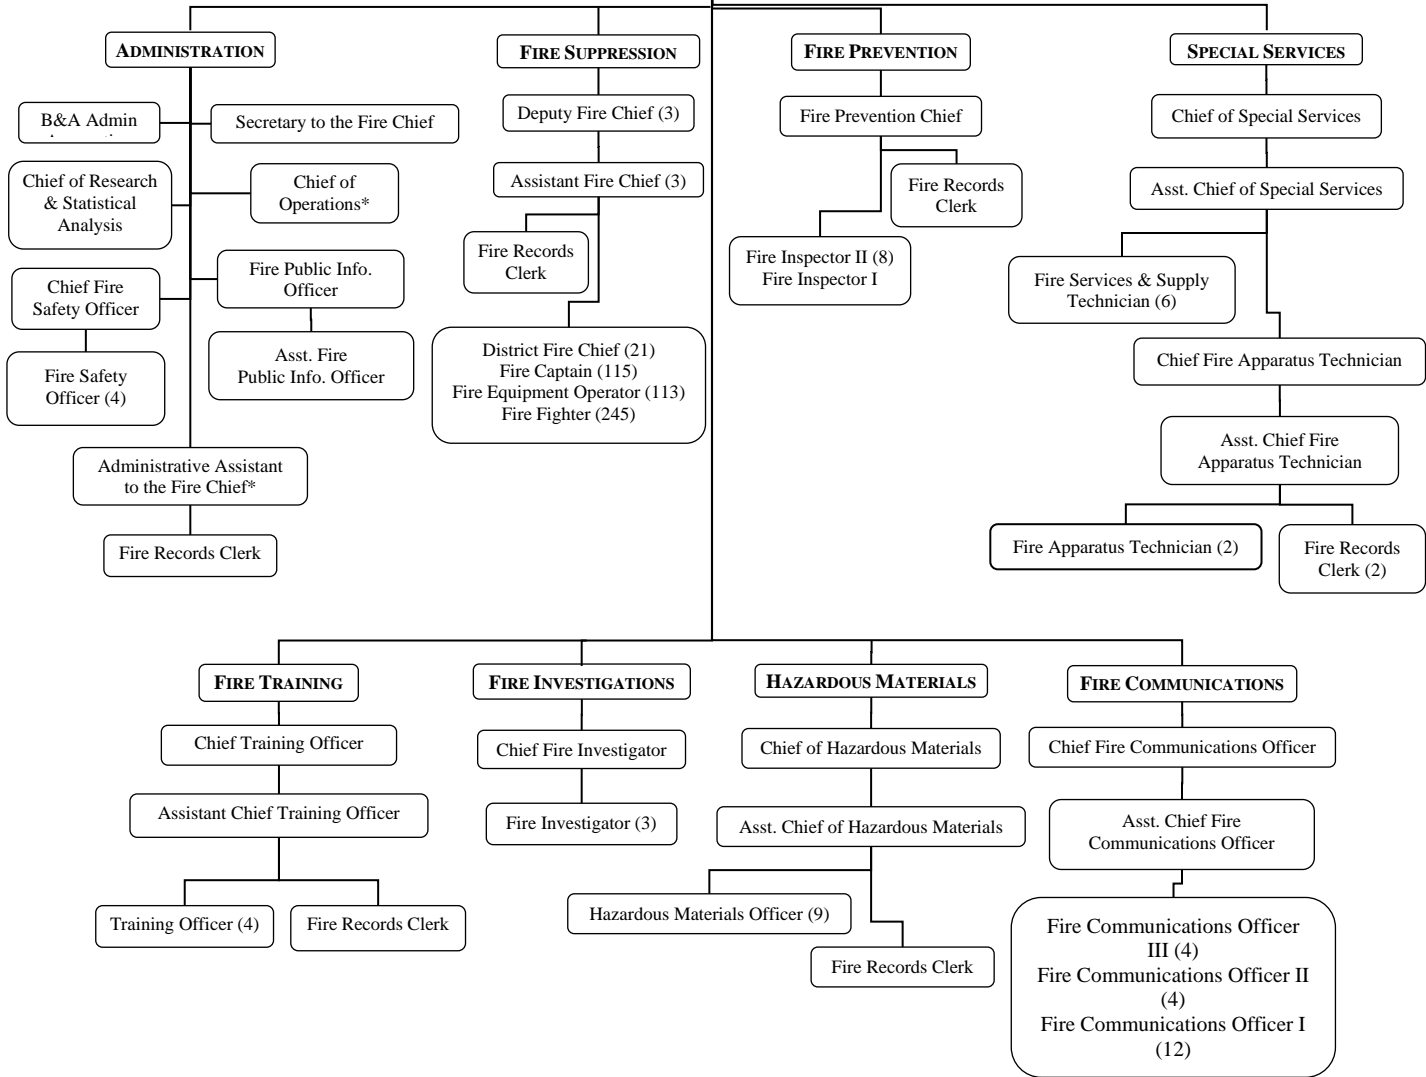 ADMINISTRATION
B&A Admin
Secretary to the Fire Chief
Chief of Research
& Statistical
Analysis
Chief of
Operations*
Chief Fire
Safety Officer
Fire Public Info.
Officer
Fire Safety
Officer (4)
Asst. Fire
Public Info. Officer
Administrative Assistant
to the Fire Chief*
Fire Records Clerk
FIRE SUPPRESSION
Deputy Fire Chief (3)
Assistant Fire Chief (3)
Fire Records
Clerk
District Fire Chief (21)
Fire Captain (115)
Fire Equipment Operator (113)
Fire Fighter (245)
FIRE PREVENTION
Fire Prevention Chief
Fire Records
Clerk
Fire Inspector II (8)
Fire Inspector I
SPECIAL SERVICES
Chief of Special Services
Asst. Chief of Special Services
Fire Services & Supply
Technician (6)
Chief Fire Apparatus Technician
Asst. Chief Fire
Apparatus Technician
Fire Apparatus Technician (2)
Fire Records
Clerk (2)
FIRE TRAINING
Chief Training Officer
Assistant Chief Training Officer
Training Officer (4)
Fire Records Clerk
FIRE INVESTIGATIONS
Chief Fire Investigator
Fire Investigator (3)
HAZARDOUS MATERIALS
Chief of Hazardous Materials
Asst. Chief of Hazardous Materials
Hazardous Materials Officer (9)
Fire Records Clerk
FIRE COMMUNICATIONS
Chief Fire Communications Officer
Asst. Chief Fire
Communications Officer
Fire Communications Officer
III (4)
Fire Communications Officer II
(4)
Fire Communications Officer I
(12)